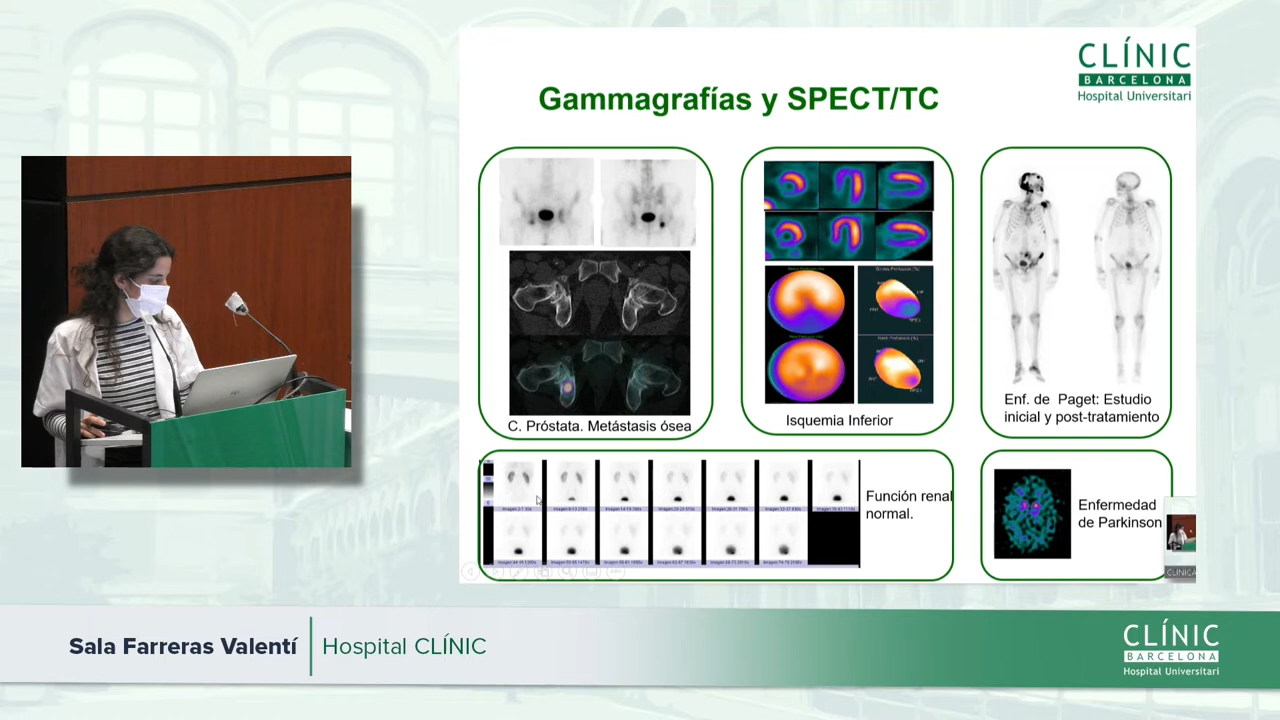 CLÍNIC
BARCELONA
Hospital Universitari
Gammagrafías y SPECT/TC
C. Próstata. Metástasis ósea
Isquemia Inferior
Enf. de Paget: Estudio
inicial y post-tratamiento
Función renal
normal.
Enfermedad
de Parkinson
CLINICA
Sala Farreras Valentí
Hospital CLÍNIC
CLÍNIC
BARCELONA
Hospital Universitari